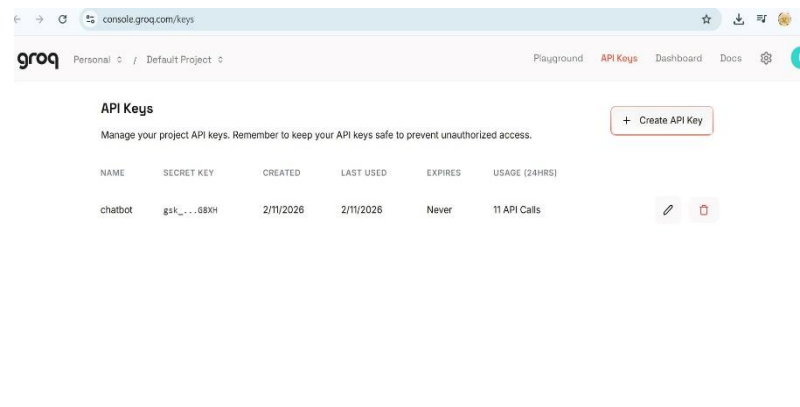 console.groq.com/keys
groq Personal / Default Project Playground API Keys Dashboard Docs
API Keys
Manage your project API keys. Remember to keep your API keys safe to prevent unauthorized access.
+ Create API Key
NAME SECRET KEY CREATED LAST USED EXPIRES USAGE (24HRS)
chatbot gsk_...G8XH 2/11/2026 2/11/2026 Never 11 API Calls